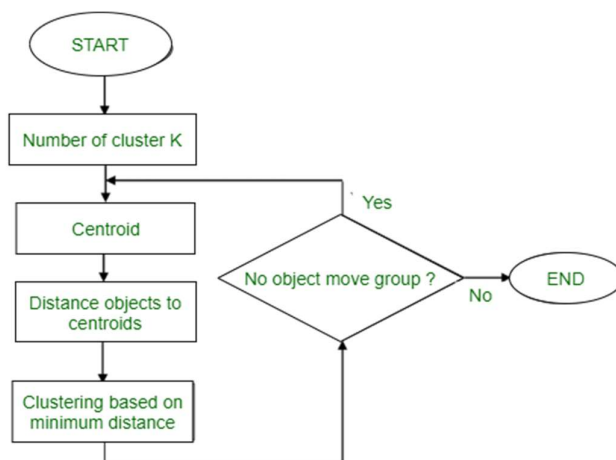 START
Number of cluster K
Centroid
Distance objects to
centroids
Clustering based on
minimum distance
Yes
No object move group ?
No
END